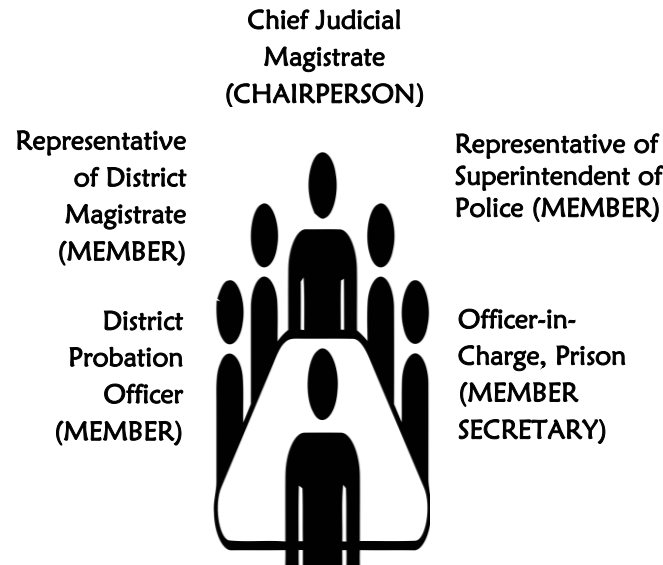 Chief Judicial
Magistrate
(CHAIRPERSON)
Representative
of District
Magistrate
(MEMBER)
Representative of
Superintendent of
Police (MEMBER)
District
Probation
Officer
(MEMBER)
Officer-in-
Charge, Prison
(MEMBER
SECRETARY)